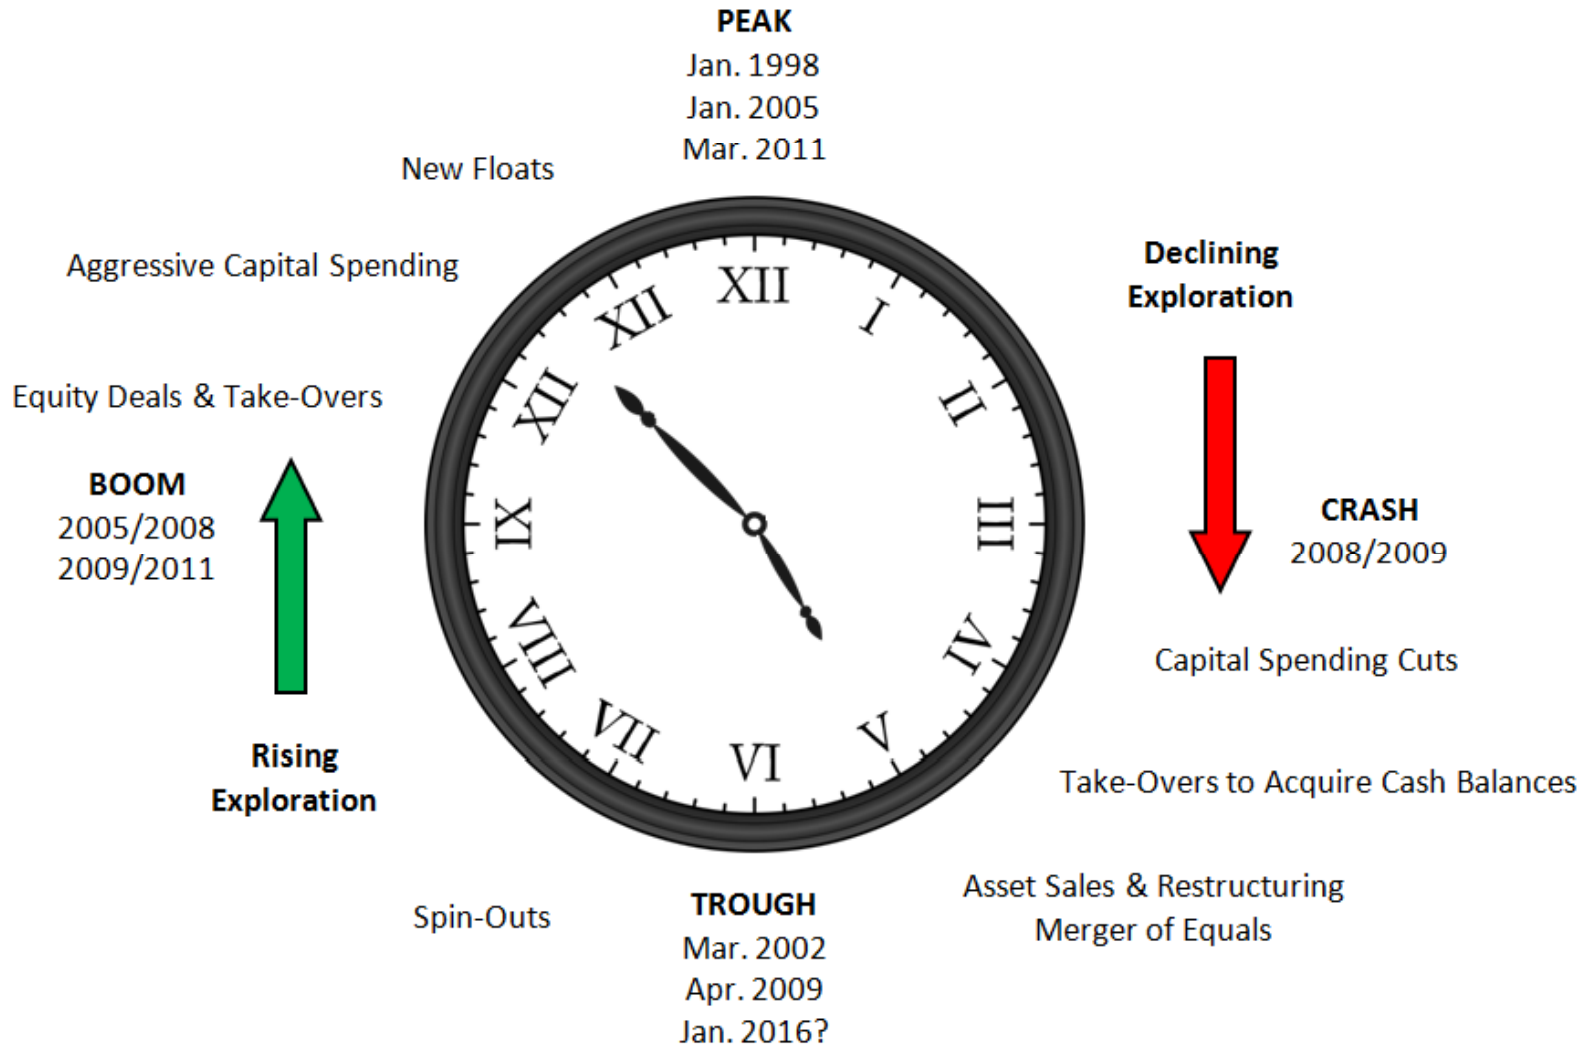 PEAK
Jan. 1998
Jan. 2005
Mar. 2011
New Floats
Aggressive Capital Spending
Equity Deals & Take-Overs
BOOM
2005/2008
2009/2011
Rising
Exploration
Spin-Outs
XII
I
II
III
IV
V
VI
VII
VIII
IX
XII
XII
Declining
Exploration
CRASH
2008/2009
Capital Spending Cuts
Take-Overs to Acquire Cash Balances
Asset Sales & Restructuring
Merger of Equals
TROUGH
Mar. 2002
Apr. 2009
Jan. 2016?